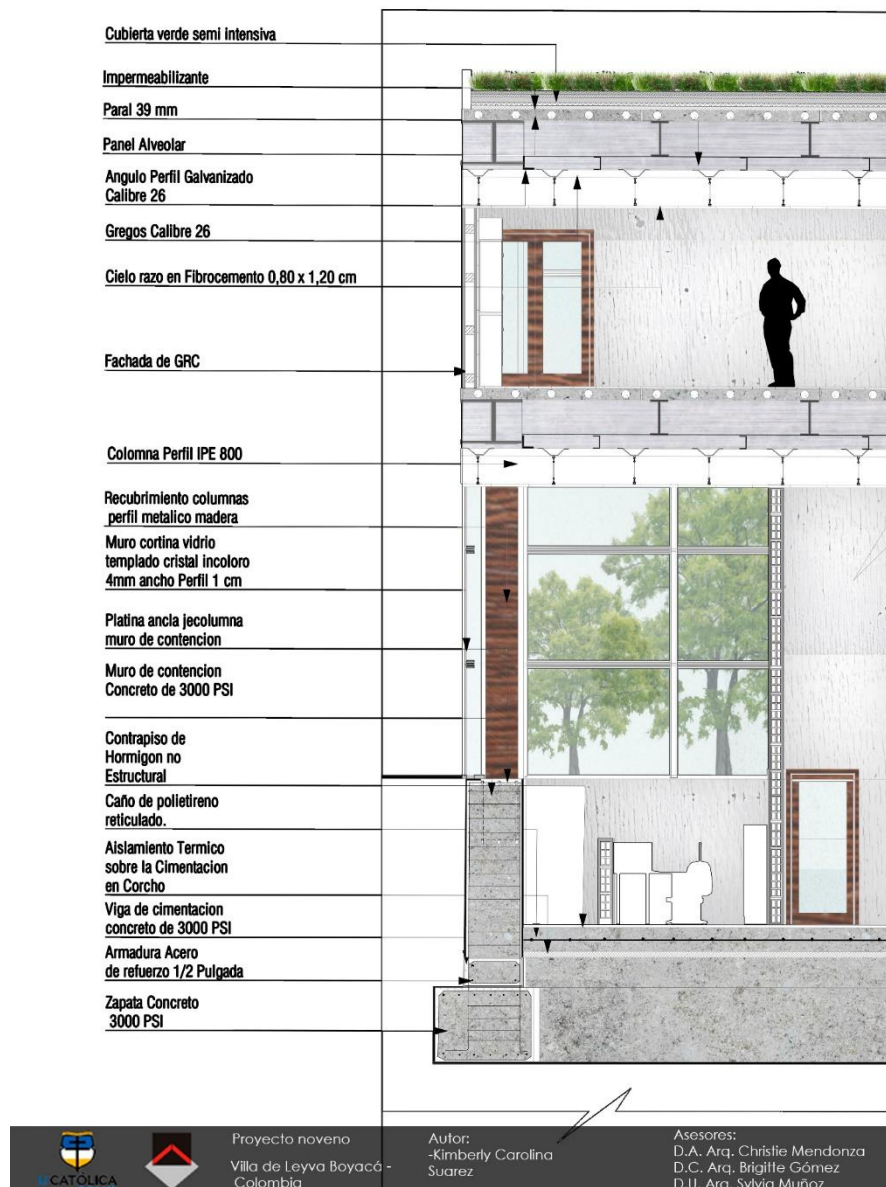 Cubierta verde semi intensiva
Impermeabilizante
Paral 39 mm
Panel Alveolar
Angulo Perfil Galvanizado
Calibre 26
Gregos Calibre 26
Cielo razo en Fibrocemento 0,80 x 1,20 cm
Fachada de GRC
Colomna Perfil IPE 800
Recubrimiento columnas
perfil metalico madera
Muro cortina vidrio
templado cristal incoloro
4mm ancho Perfil 1 cm
Platina ancla jecolumna
muro de contencion
Muro de contencion
Concreto de 3000 PSI
Contrapiso de
Hormigon no
Estructural
Caño de polietireno
reticulado.
Aislamiento Termico
sobre la Cimentacion
en Corcho
Viga de cimentacion
concreto de 3000 PSI
Armadura Acero
de refuerzo 1/2 Pulgada
Zapata Concreto
3000 PSI
CATÓLICA
Proyecto noveno
Villa de Leyva Boyacá -
Colombia
Autor:
-Kimberly Carolina
Suarez
Asesores:
D.A. Arq. Christie Mendonza
D.C. Arq. Brigitte Gómez
D.U. Arq. Sylvia Muñoz